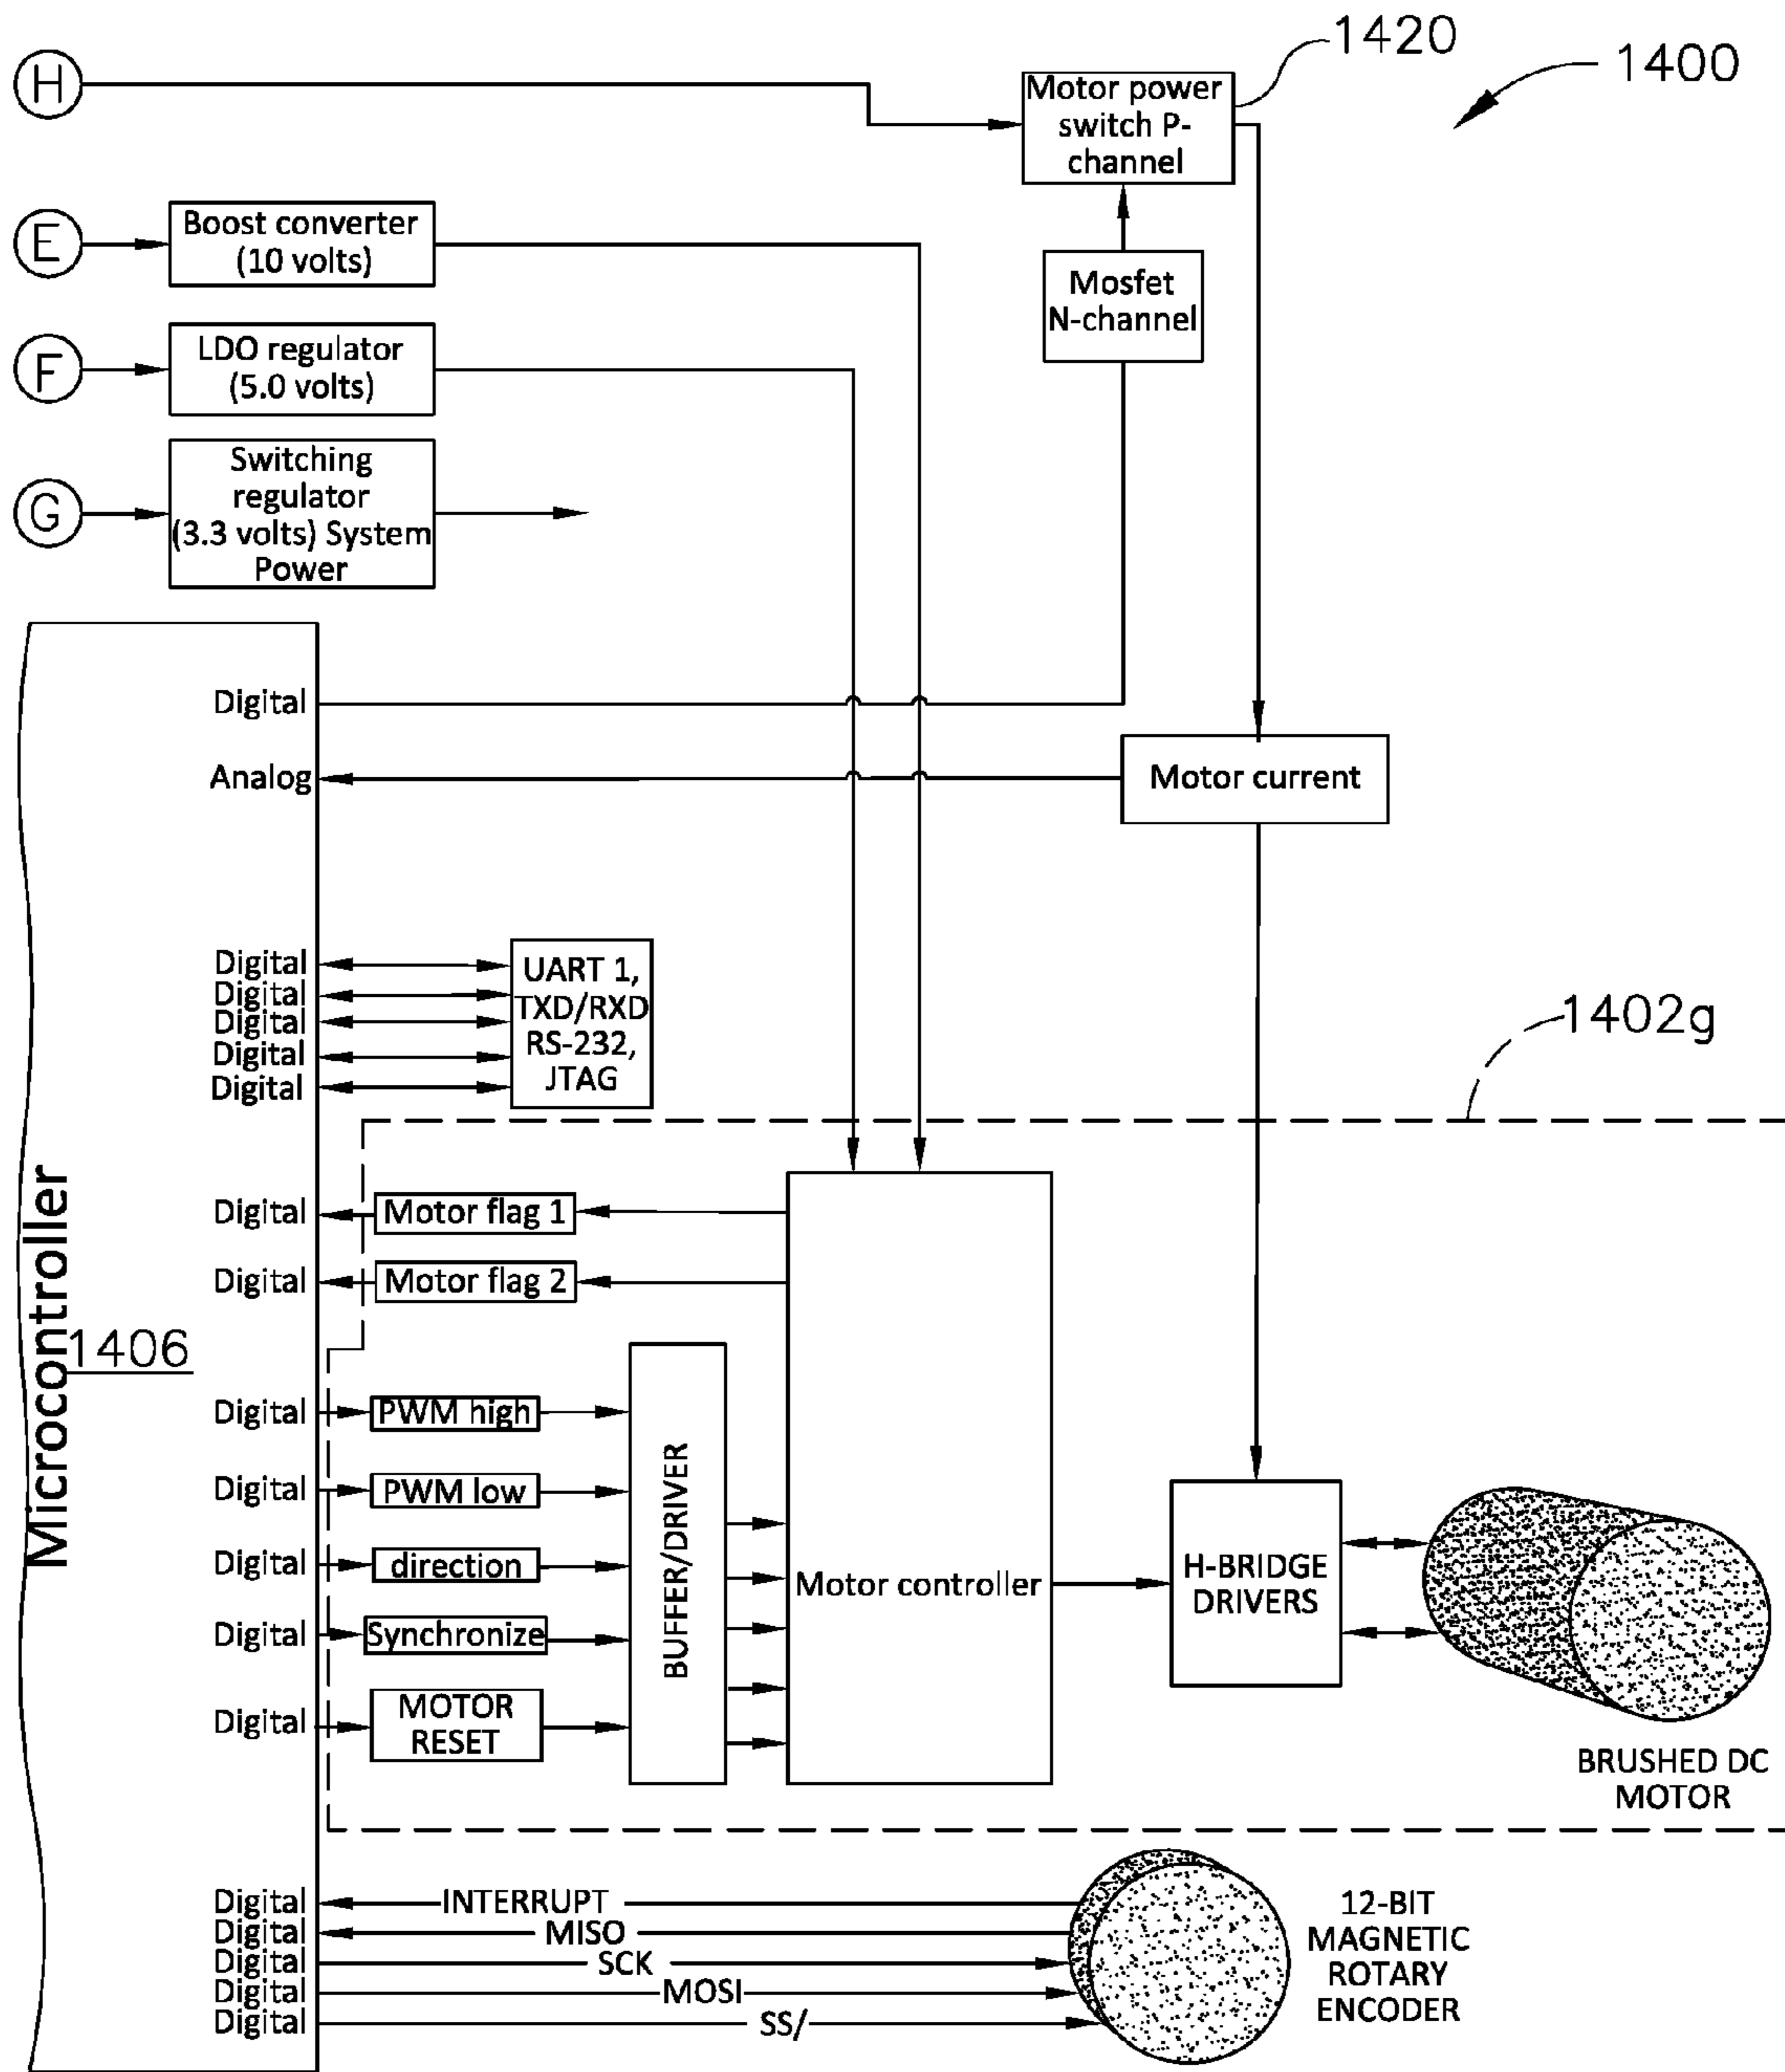 H
Motor power
switch P-
channel
1420
1400
E
Boost converter
(10 volts)
Mosfet
N-channel
F
LDO regulator
(5.0 volts)
G
Switching
regulator
(3.3 volts) System
Power
Digital
Analog
Motor current
Digital
Digital
Digital
Digital
Digital
UART 1,
TXD/RXD
RS-232,
JTAG
1402g
Microcontroller
1406
Digital
Motor flag 1
Digital
Motor flag 2
Digital
PWM high
Digital
PWM low
Digital
direction
Digital
Synchronize
Digital
MOTOR
RESET
BUFFER/DRIVER
Motor controller
H-BRIDGE
DRIVERS
BRUSHED DC
MOTOR
Digital
INTERRUPT
Digital
MISO
Digital
SCK
Digital
MOSI
Digital
SS/
12-BIT
MAGNETIC
ROTARY
ENCODER